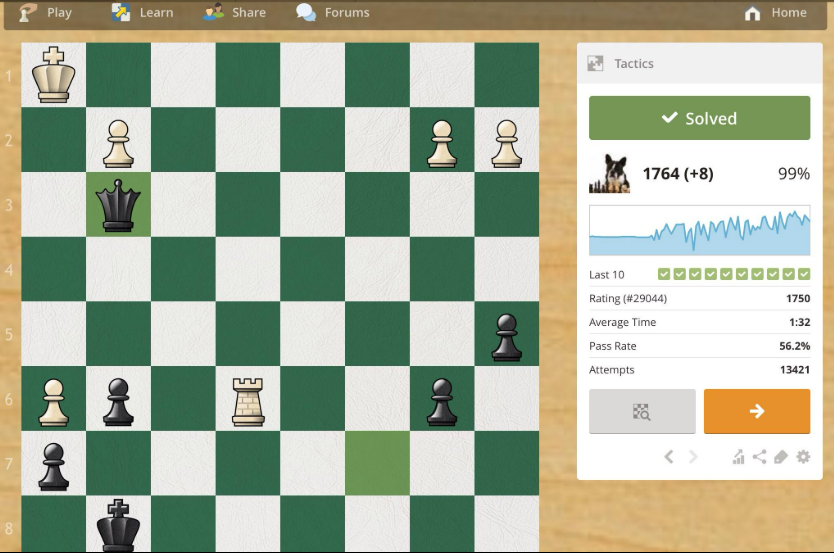 Play Learn Share Forums Home
1
2
3
4
5
6
7
8
Tactics
Solved
1764 (+8) 99%
Last 10
Rating (#29044) 1750
Average Time 1:32
Pass Rate 56.2%
Attempts 13421